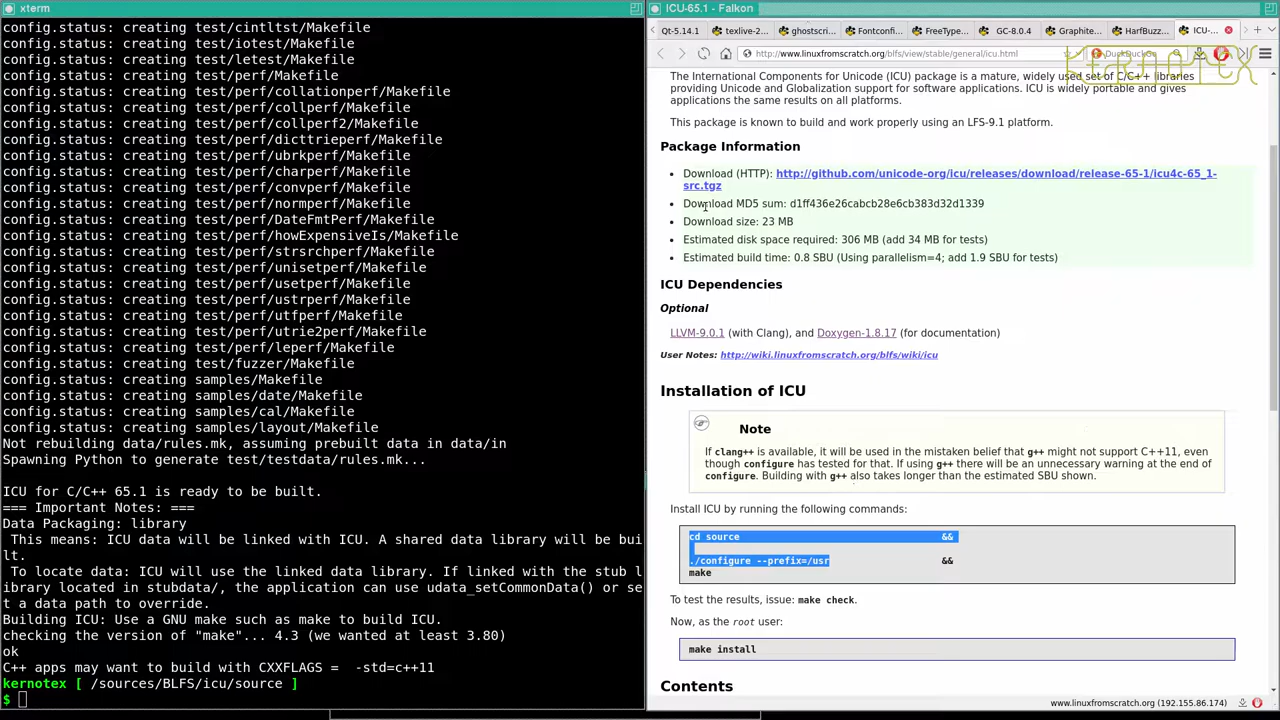 xterm
config.status: creating test/cintltst/Makefile
config.status: creating test/iotest/Makefile
config.status: creating test/letest/Makefile
config.status: creating test/perf/Makefile
config.status: creating test/perf/collationperf/Makefile
config.status: creating test/perf/collperf/Makefile
config.status: creating test/perf/collperf2/Makefile
config.status: creating test/perf/dicttrieperf/Makefile
config.status: creating test/perf/ubrkperf/Makefile
config.status: creating test/perf/charperf/Makefile
config.status: creating test/perf/convperf/Makefile
config.status: creating test/perf/normperf/Makefile
config.status: creating test/perf/DateFmtPerf/Makefile
config.status: creating test/perf/howExpensiveIs/Makefile
config.status: creating test/perf/strsrchperf/Makefile
config.status: creating test/perf/unisetperf/Makefile
config.status: creating test/perf/usetperf/Makefile
config.status: creating test/perf/ustrperf/Makefile
config.status: creating test/perf/utfperf/Makefile
config.status: creating test/perf/utrie2perf/Makefile
config.status: creating test/perf/leperf/Makefile
config.status: creating test/fuzzer/Makefile
config.status: creating samples/Makefile
config.status: creating samples/date/Makefile
config.status: creating samples/cal/Makefile
config.status: creating samples/layout/Makefile
Not rebuilding data/rules.mk, assuming prebuilt data in data/in
Spawning Python to generate test/testdata/rules.mk...
ICU for C/C++ 65.1 is ready to be built.
=== Important Notes: ===
Data Packaging: library
 This means: ICU data will be linked with ICU. A shared data library will be bui
lt.
 To locate data: ICU will use the linked data library. If linked with the stub l
ibrary located in stubdata/, the application can use udata_setCommonData() or se
t a data path to override.
Building ICU: Use a GNU make such as make to build ICU.
checking the version of "make"... 4.3 (we wanted at least 3.80)
ok
C++ apps may want to build with CXXFLAGS =  -std=c++11
kernotex [ /sources/BLFS/icu/source ]
$
ICU-65.1 - Falkon
Qt-5.14.1 texlive-2... ghostscri... Fontconfi... FreeType... GC-8.0.4 Graphite... HarfBuzz... ICU-...
http://www.linuxfromscratch.org/blfs/view/stable/general/icu.html DuckDuckGo
KERNOTEX
The International Components for Unicode (ICU) package is a mature, widely used set of C/C++ libraries
providing Unicode and Globalization support for software applications. ICU is widely portable and gives
applications the same results on all platforms.
This package is known to build and work properly using an LFS-9.1 platform.
Package Information
• Download (HTTP): http://github.com/unicode-org/icu/releases/download/release-65-1/icu4c-65_1-
src.tgz
• Download MD5 sum: d1ff436e26cabcb28e6cb383d32d1339
• Download size: 23 MB
• Estimated disk space required: 306 MB (add 34 MB for tests)
• Estimated build time: 0.8 SBU (Using parallelism=4; add 1.9 SBU for tests)
ICU Dependencies
Optional
LLVM-9.0.1 (with Clang), and Doxygen-1.8.17 (for documentation)
User Notes: http://wiki.linuxfromscratch.org/blfs/wiki/icu
Installation of ICU
Note
If clang++ is available, it will be used in the mistaken belief that g++ might not support C++11, even
though configure has tested for that. If using g++ there will be an unnecessary warning at the end of
configure. Building with g++ also takes longer than the estimated SBU shown.
Install ICU by running the following commands:
cd source &&
./configure --prefix=/usr &&
make
To test the results, issue: make check.
Now, as the root user:
make install
Contents
www.linuxfromscratch.org (192.155.86.174)